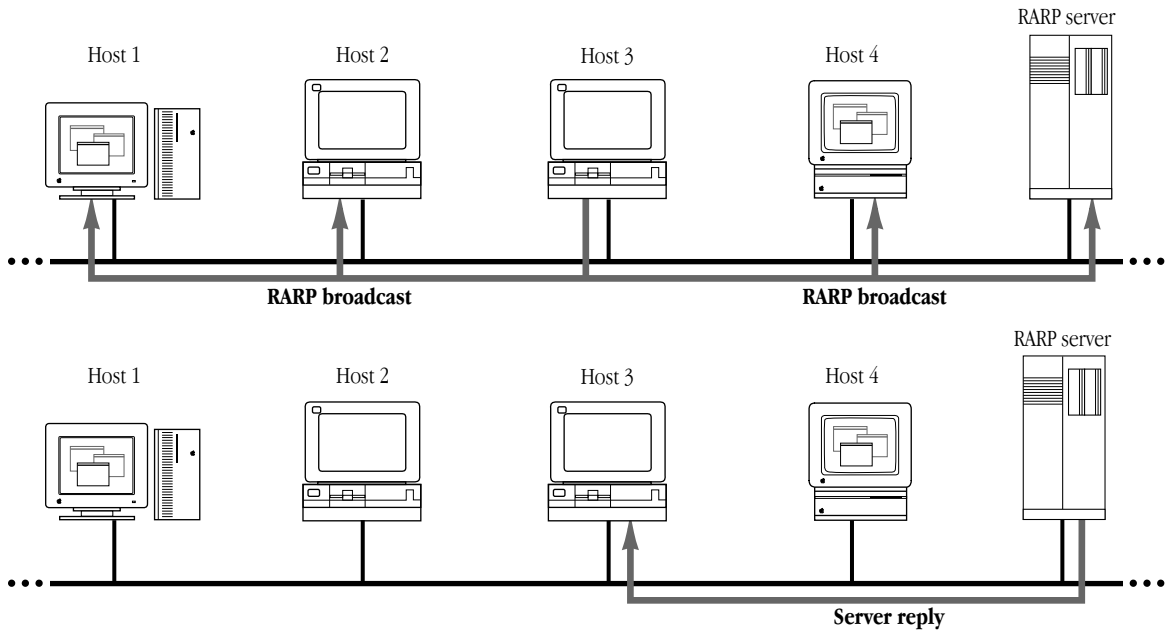 RARP server
Host 1
Host 2
Host 3
Host 4
RARP broadcast
RARP broadcast
RARP server
Host 1
Host 2
Host 3
Host 4
Server reply